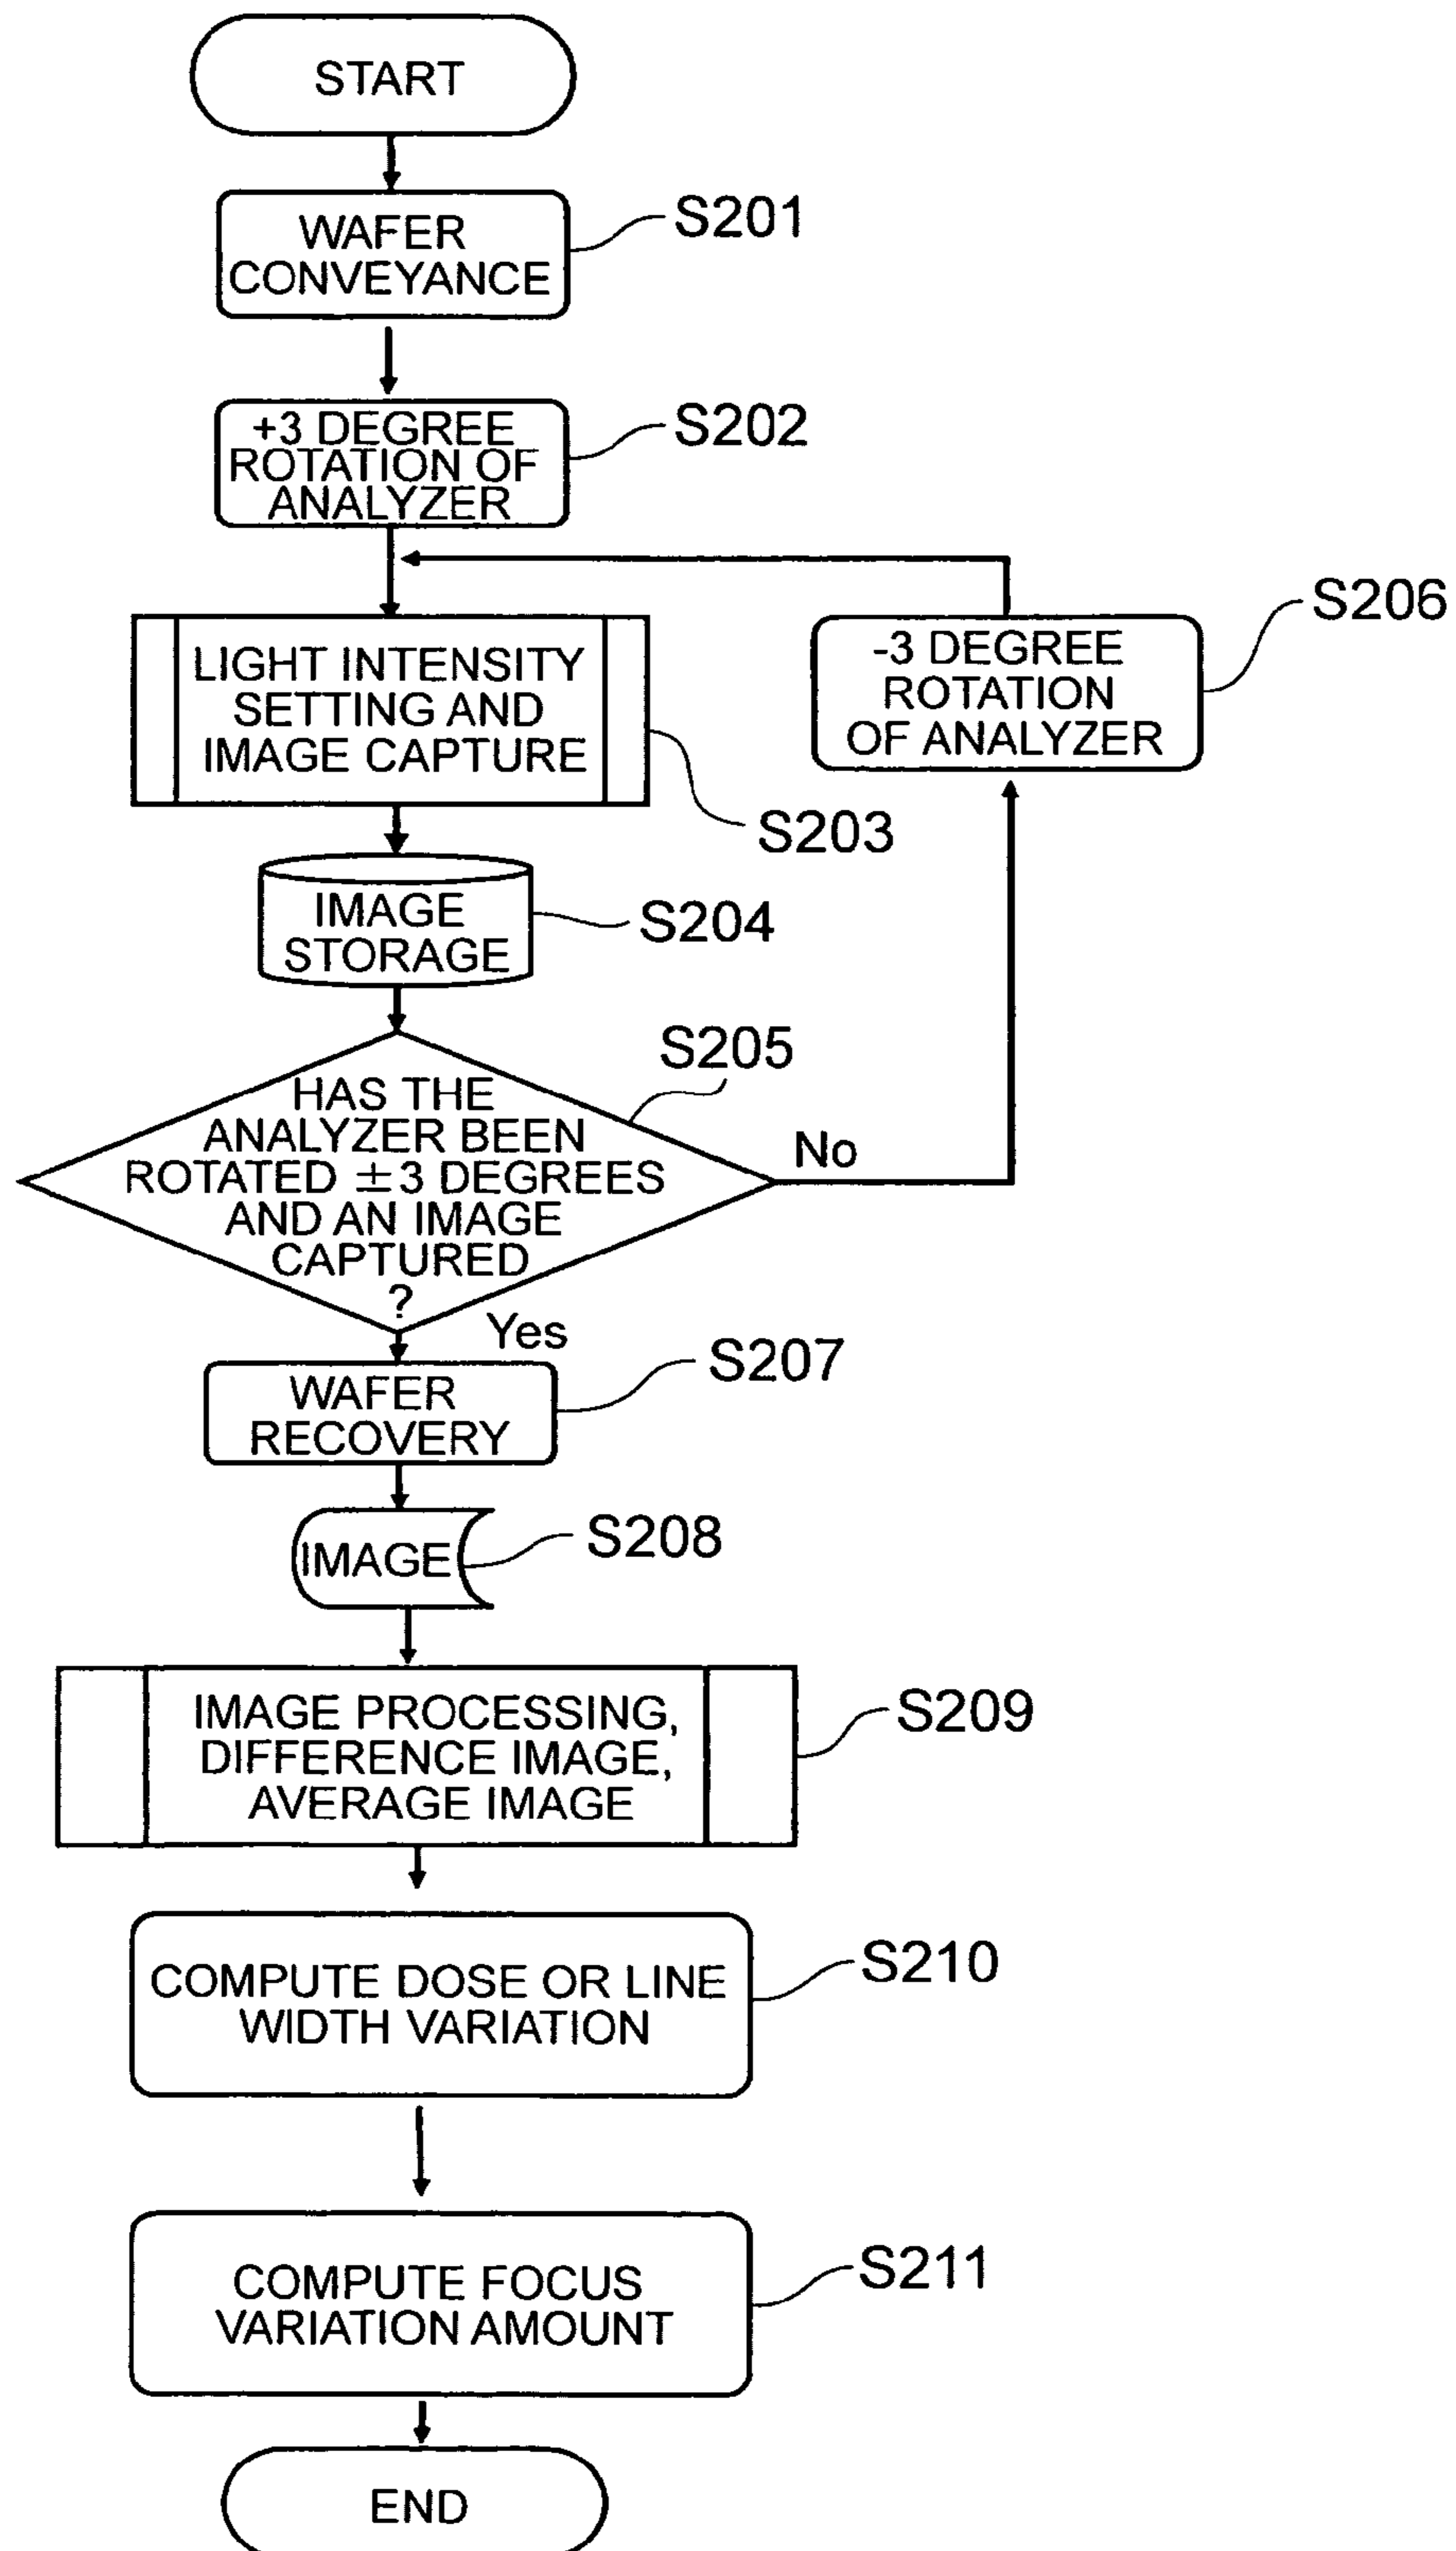 START
WAFER
CONVEYANCE
S201
+3 DEGREE
ROTATION OF
ANALYZER
S202
LIGHT INTENSITY
SETTING AND
IMAGE CAPTURE
S203
-3 DEGREE
ROTATION
OF ANALYZER
S206
IMAGE
STORAGE
S204
HAS THE
ANALYZER BEEN
ROTATED ±3 DEGREES
AND AN IMAGE
CAPTURED
?
S205
No
Yes
WAFER
RECOVERY
S207
IMAGE
S208
IMAGE PROCESSING,
DIFFERENCE IMAGE,
AVERAGE IMAGE
S209
COMPUTE DOSE OR LINE
WIDTH VARIATION
S210
COMPUTE FOCUS
VARIATION AMOUNT
S211
END